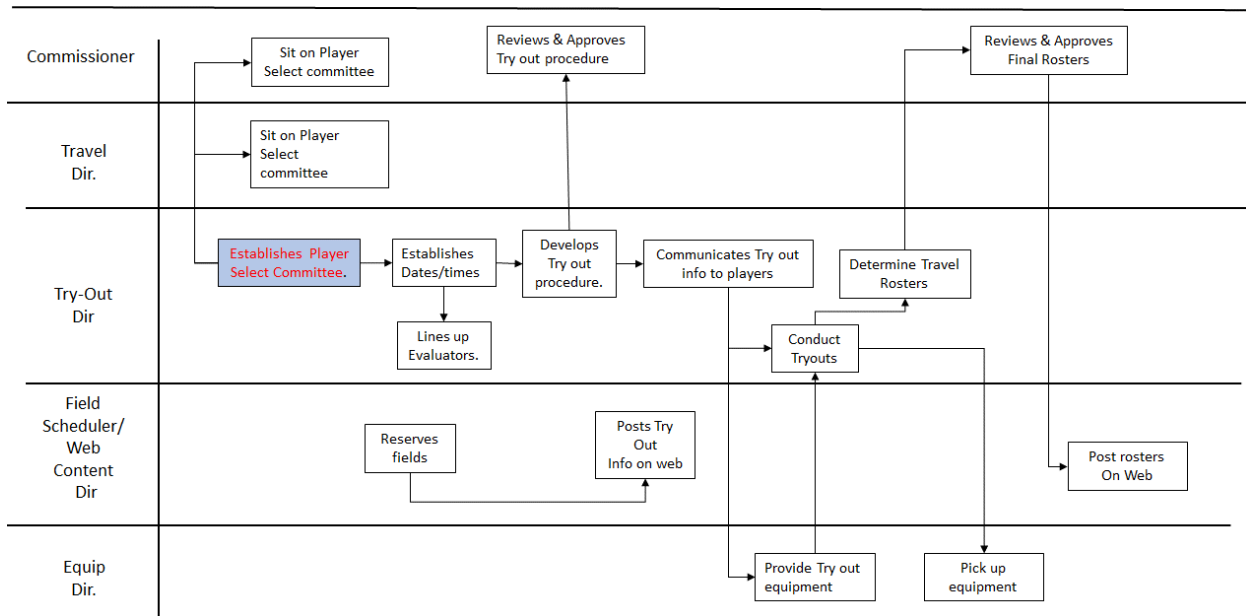 Commissioner
Sit on Player
Select committee
Reviews & Approves
Try out procedure
Reviews & Approves
Final Rosters
Travel
Dir.
Sit on Player
Select
committee
Try-Out
Dir
Establishes Player
Select Committee.
Establishes
Dates/times
Develops
Try out
procedure.
Communicates Try out
info to players
Determine Travel
Rosters
Lines up
Evaluators.
Conduct
Tryouts
Field
Scheduler/
Web
Content
Dir
Reserves
fields
Posts Try
Out
Info on web
Post rosters
On Web
Equip
Dir.
Provide Try out
equipment
Pick up
equipment